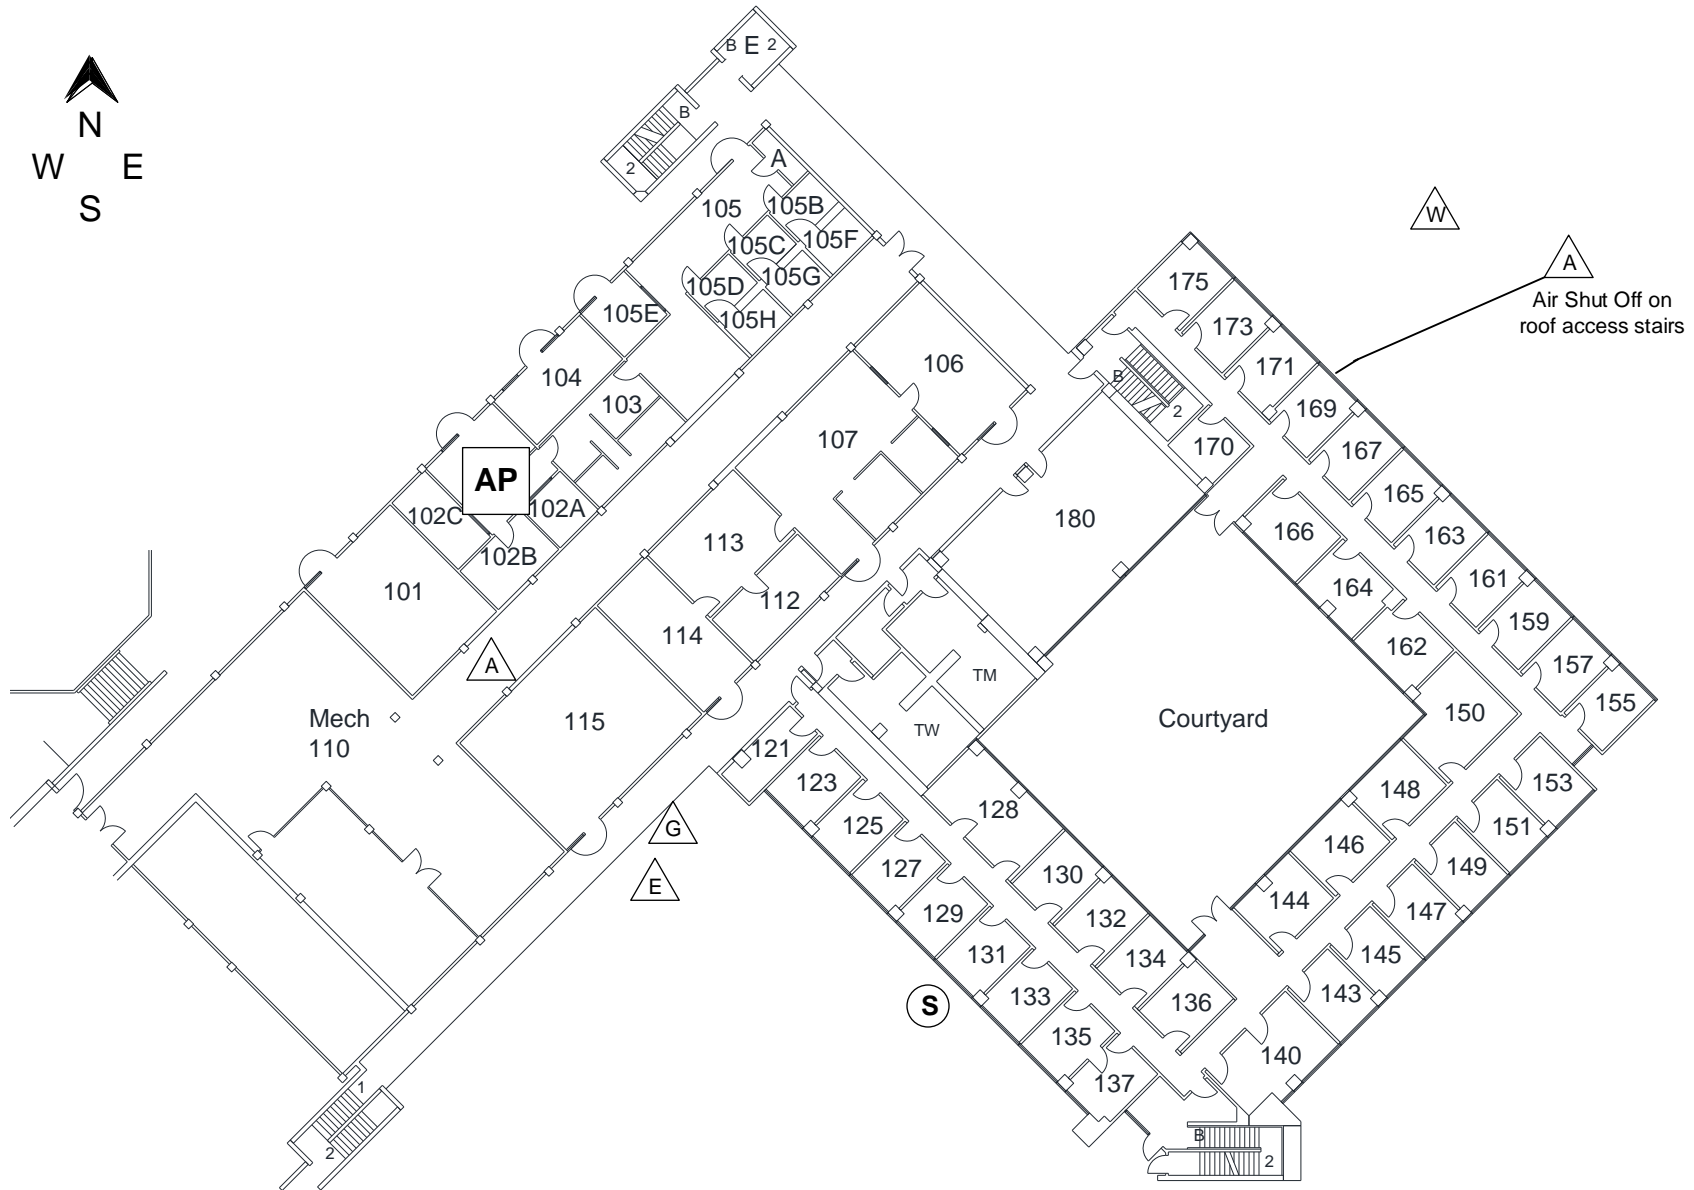 B E 2
B
2
N
W E
S
A
105
105B
105F
105C
105G
105D
105H
105E
W
A
Air Shut Off on
roof access stairs
175
173
171
169
167
165
163
161
159
157
155
B
2
170
104
103
106
107
AP
102C
102A
102B
101
180
166
164
162
150
113
112
114
115
A
Mech
110
TM
TW
Courtyard
121
123
125
127
129
131
133
135
137
128
130
132
134
136
148
146
144
153
151
149
147
145
143
140
G
E
S
1
2
B
2